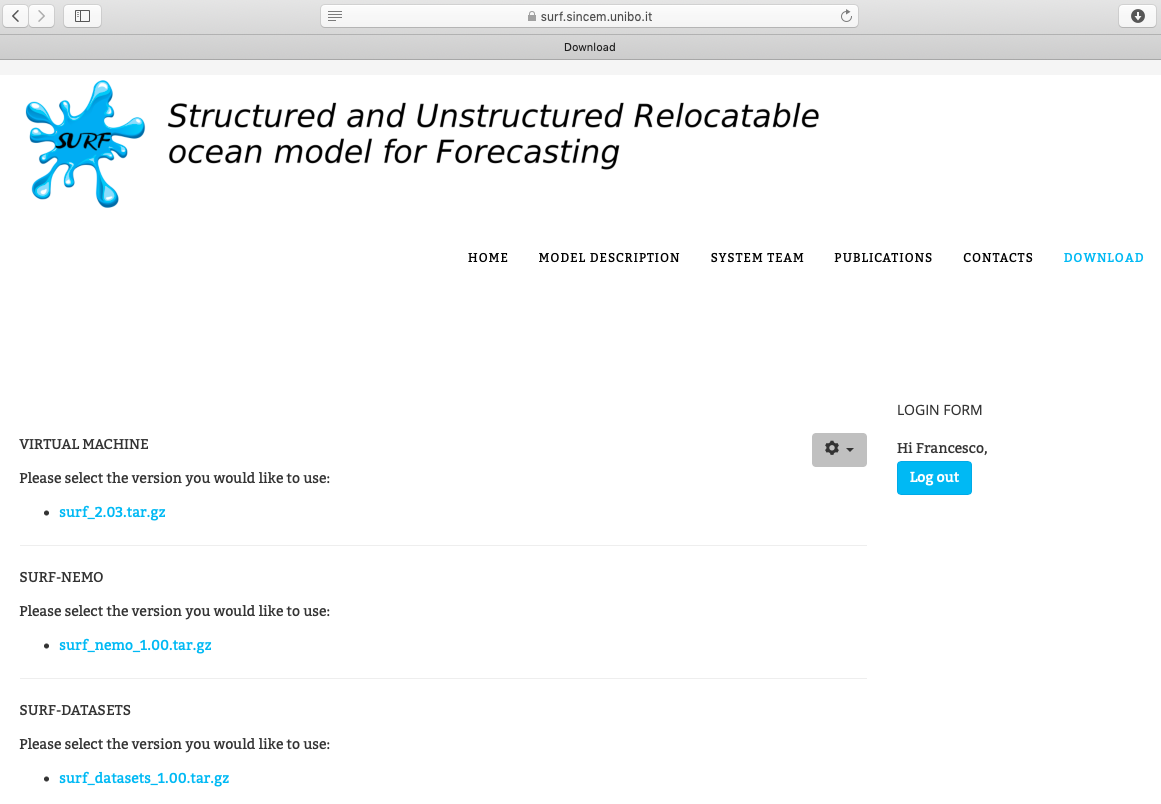 surf.sincem.unibo.it
Download
SURF
Structured and Unstructured Relocatable
ocean model for Forecasting
HOME MODEL DESCRIPTION SYSTEM TEAM PUBLICATIONS CONTACTS DOWNLOAD
LOGIN FORM
Hi Francesco,
Log out
VIRTUAL MACHINE
Please select the version you would like to use:
surf_2.03.tar.gz
SURF-NEMO
Please select the version you would like to use:
surf_nemo_1.00.tar.gz
SURF-DATASETS
Please select the version you would like to use:
surf_datasets_1.00.tar.gz